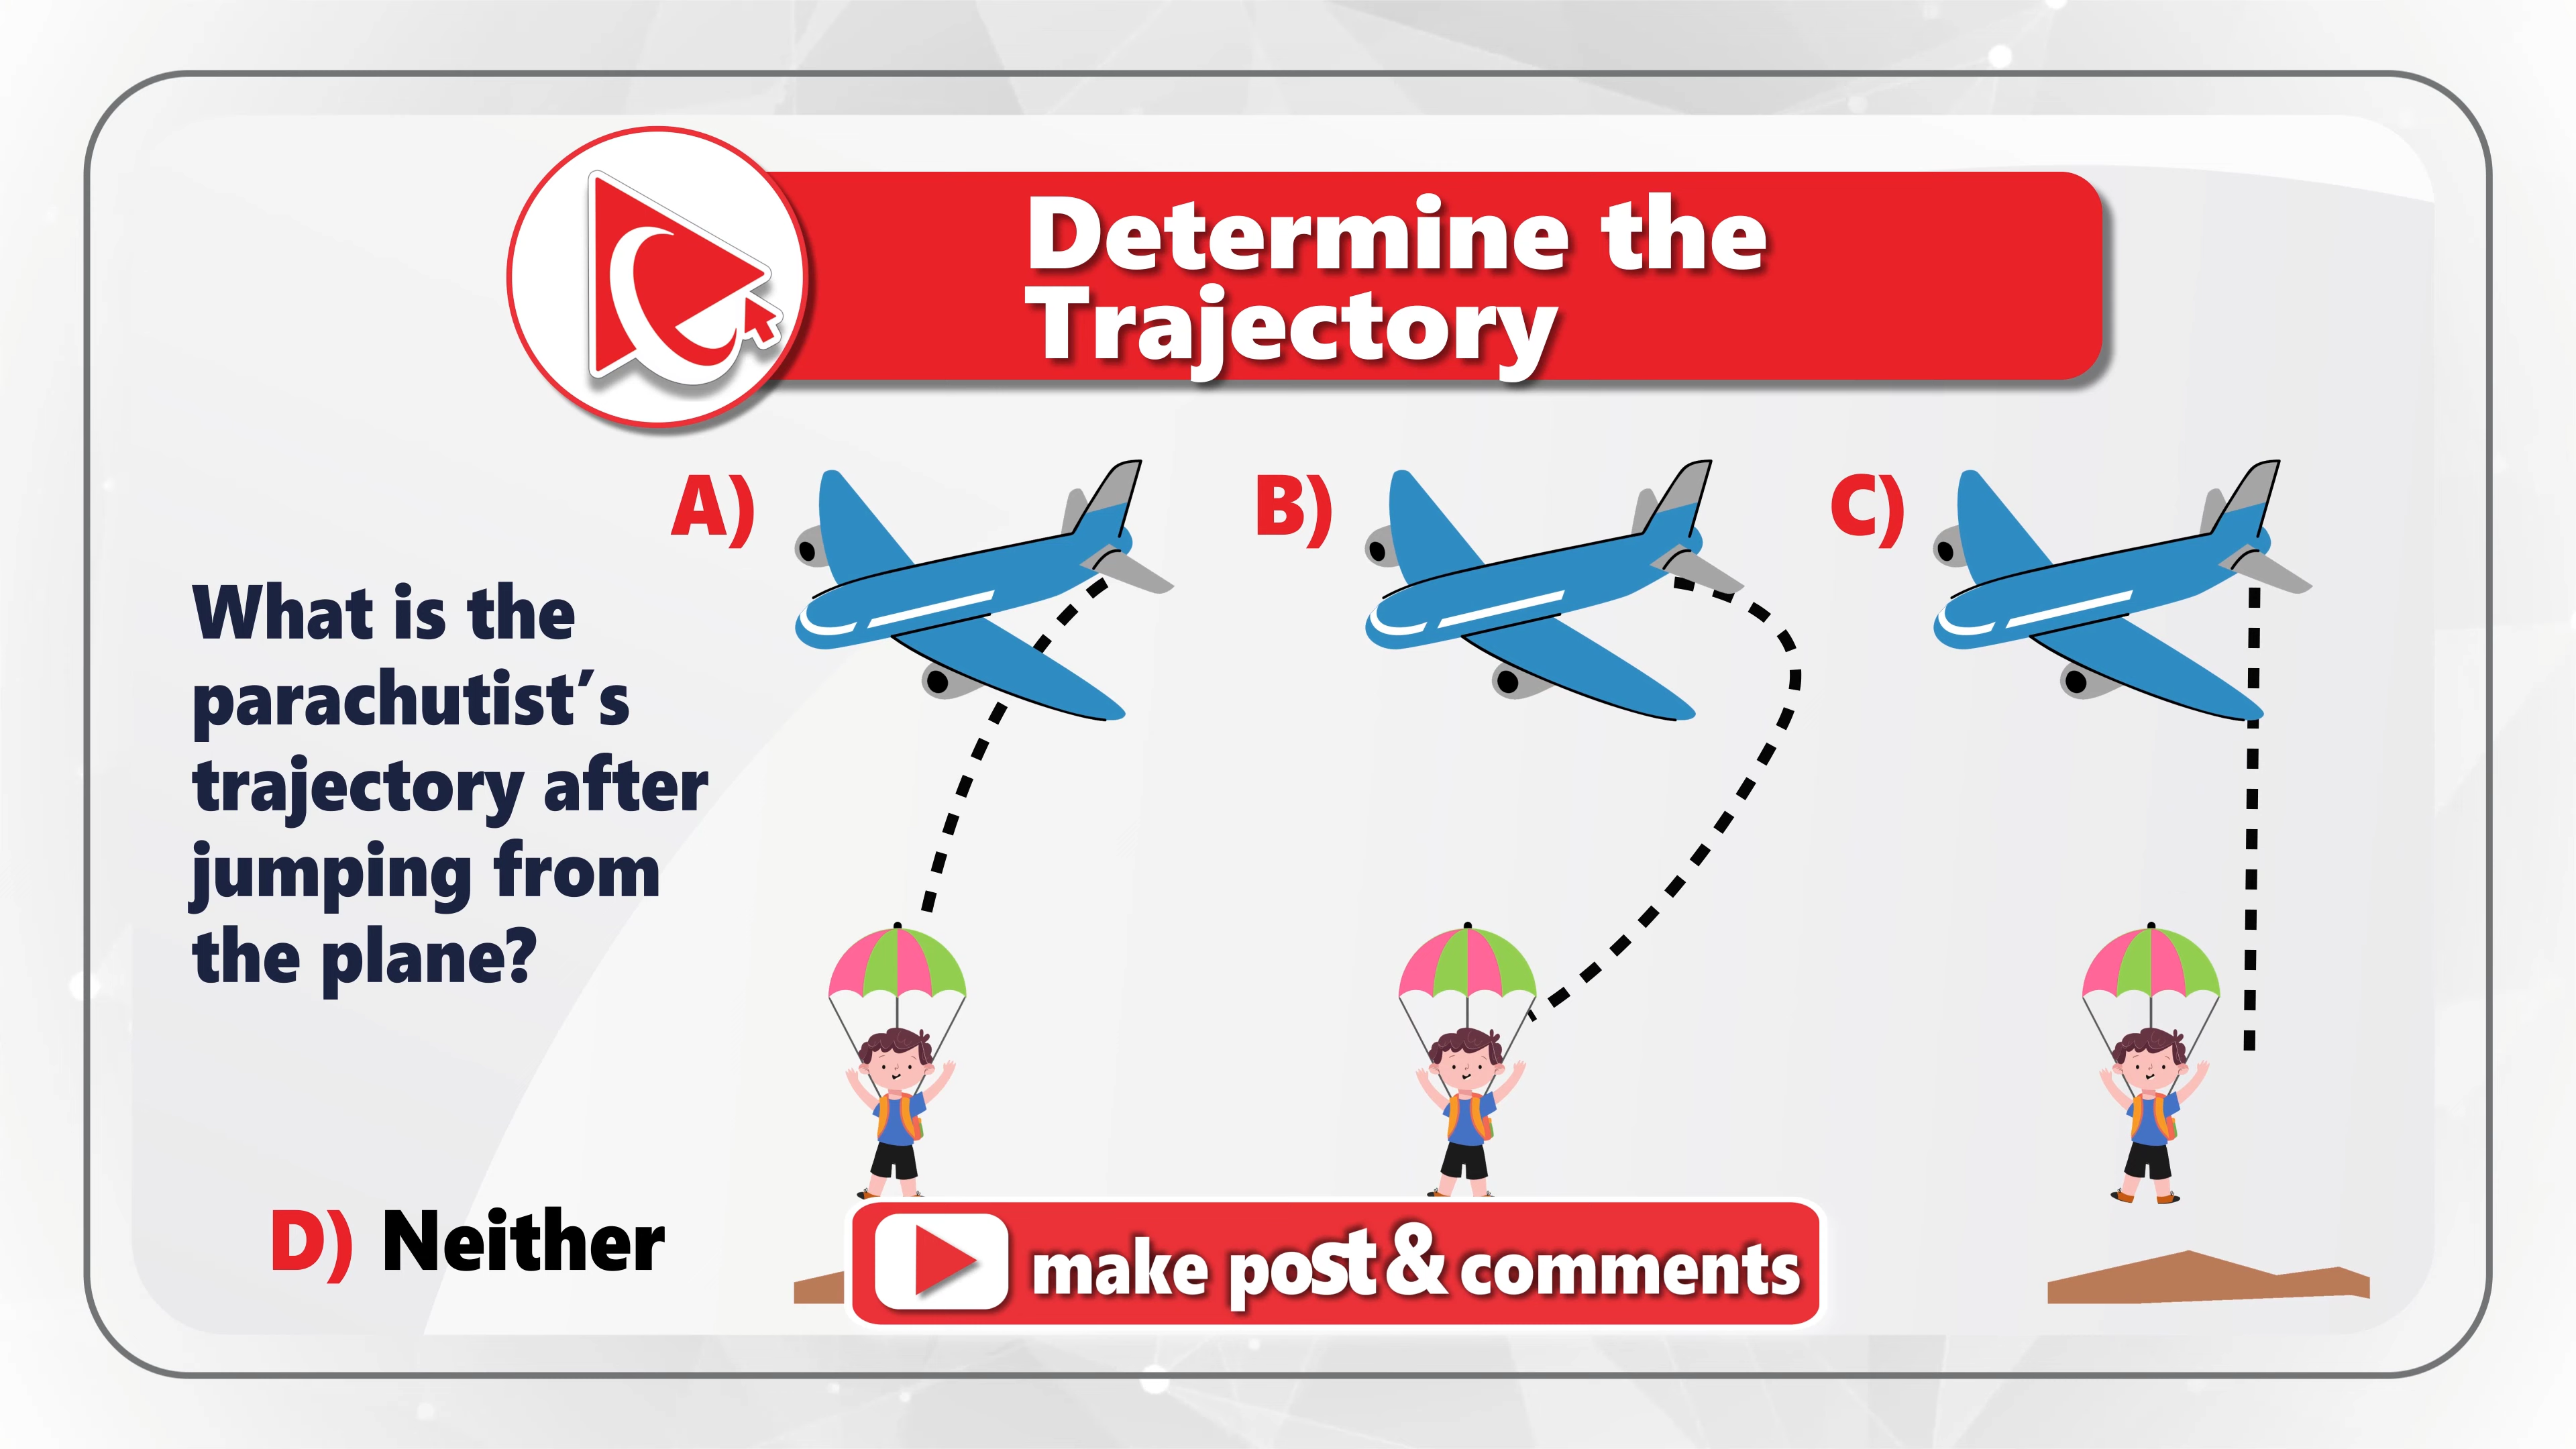 Determine the
Trajectory
A)
B)
C)
What is the
parachutist's
trajectory after
jumping from
the plane?
D) Neither
make post & comments